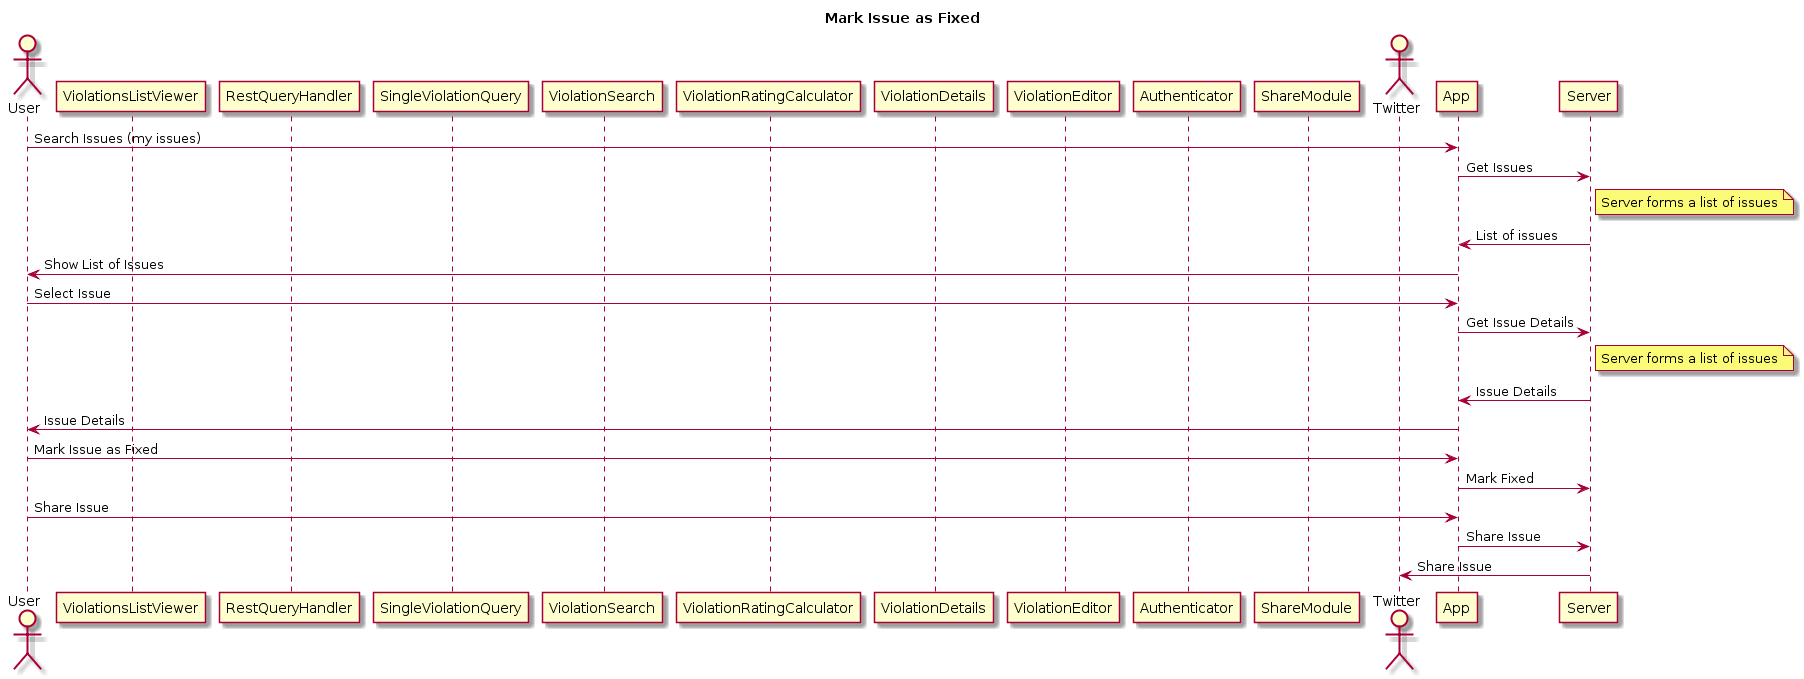 Mark Issue as Fixed
User
ViolationsListViewer
RestQueryHandler
SingleViolationQuery
ViolationSearch
ViolationRatingCalculator
ViolationDetails
ViolationEditor
Authenticator
ShareModule
Twitter
App
Server
Search Issues (my issues)
Get Issues
Server forms a list of issues
List of issues
Show List of Issues
Select Issue
Get Issue Details
Server forms a list of issues
Issue Details
Issue Details
Mark Issue as Fixed
Mark Fixed
Share Issue
Share Issue
Share Issue
User
ViolationsListViewer
RestQueryHandler
SingleViolationQuery
ViolationSearch
ViolationRatingCalculator
ViolationDetails
ViolationEditor
Authenticator
ShareModule
Twitter
App
Server